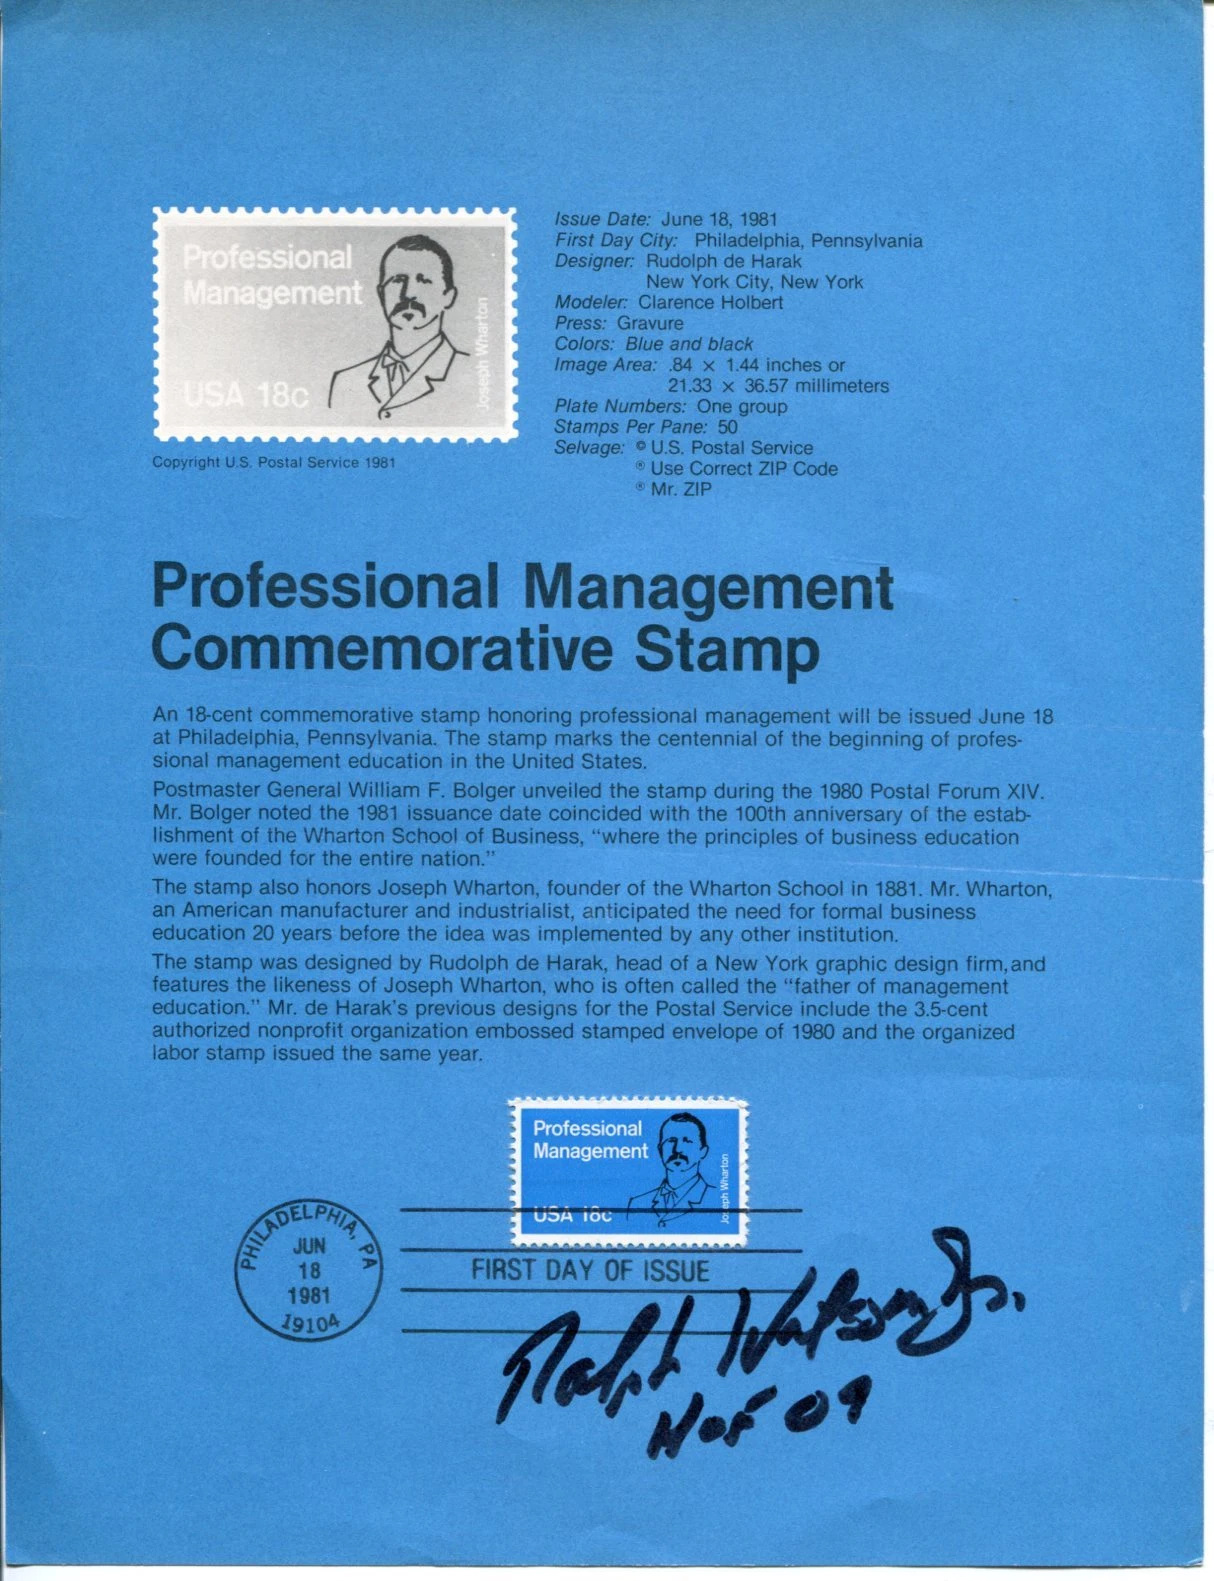 Professional
Management
USA 18c
Joseph Wharton
Copyright U.S. Postal Service 1981
Issue Date: June 18, 1981
First Day City: Philadelphia, Pennsylvania
Designer: Rudolph de Harak
New York City, New York
Modeler: Clarence Holbert
Press: Gravure
Colors: Blue and black
Image Area: .84 × 1.44 inches or
21.33 × 36.57 millimeters
Plate Numbers: One group
Stamps Per Pane: 50
Selvage: © U.S. Postal Service
® Use Correct ZIP Code
® Mr. ZIP
Professional Management
Commemorative Stamp
An 18-cent commemorative stamp honoring professional management will be issued June 18
at Philadelphia, Pennsylvania. The stamp marks the centennial of the beginning of profes-
sional management education in the United States.
Postmaster General William F. Bolger unveiled the stamp during the 1980 Postal Forum XIV.
Mr. Bolger noted the 1981 issuance date coincided with the 100th anniversary of the estab-
lishment of the Wharton School of Business, “where the principles of business education
were founded for the entire nation.”
The stamp also honors Joseph Wharton, founder of the Wharton School in 1881. Mr. Wharton,
an American manufacturer and industrialist, anticipated the need for formal business
education 20 years before the idea was implemented by any other institution.
The stamp was designed by Rudolph de Harak, head of a New York graphic design firm, and
features the likeness of Joseph Wharton, who is often called the “father of management
education.” Mr. de Harak's previous designs for the Postal Service include the 3.5-cent
authorized nonprofit organization embossed stamped envelope of 1980 and the organized
labor stamp issued the same year.
Professional
Management
USA 18c
Joseph Wharton
PHILADELPHIA, PA
JUN
18
1981
19104
FIRST DAY OF ISSUE
Ralph Wilson Jr.
HOF 09